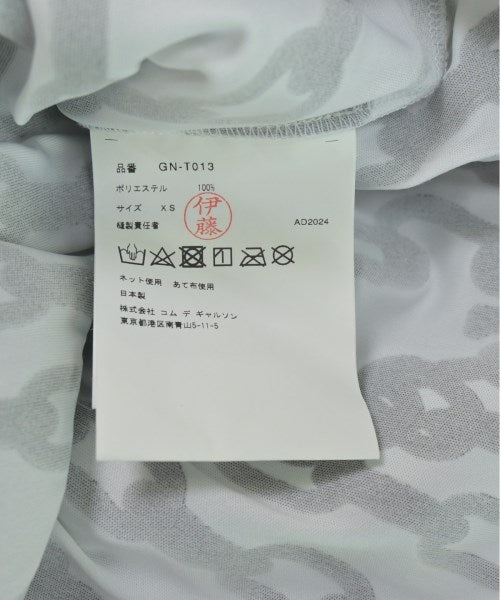 品番 GN-T013
ポリエステル 100%
サイズ XS
伊藤
縫製責任者 AD2024
ネット使用 あて布使用
日本製
株式会社 コム デ ギャルソン
東京都港区南青山5-11-5